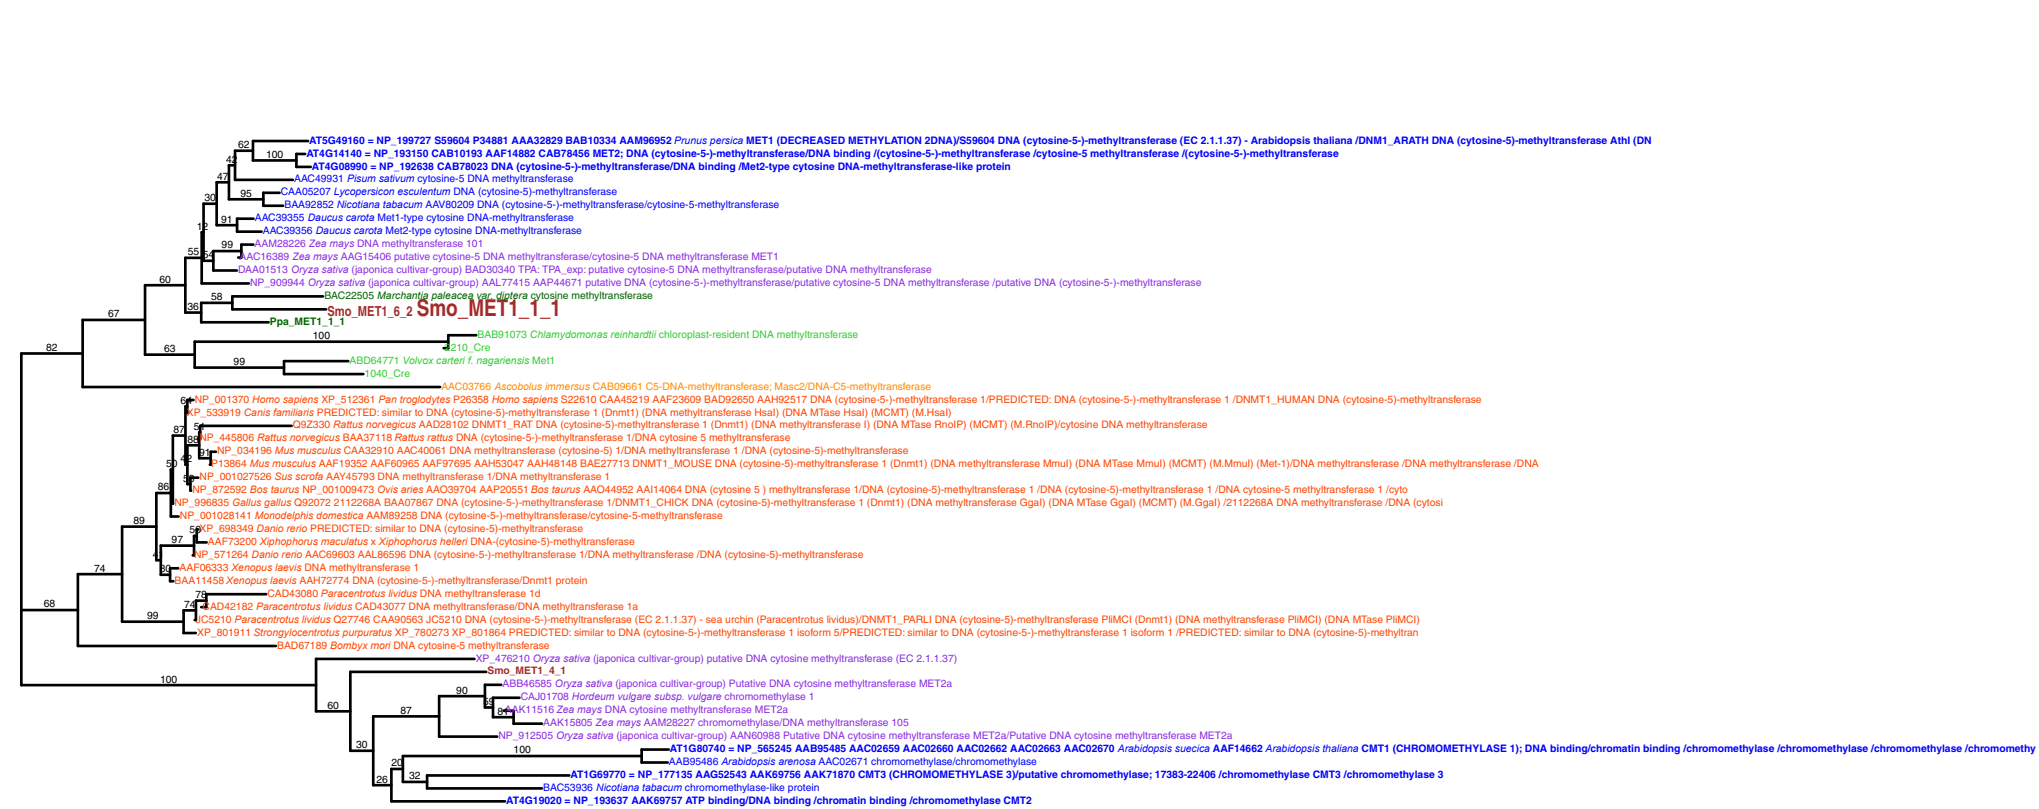 62 AT5G49160 = NP_199727 S59604 P34881 AAA32829 BAB10334 AAM96952 Prunus persica MET1 (DECREASED METHYLATION 2DNA)/S59604 DNA (cytosine-5-)-methyltransferase (EC 2.1.1.37) - Arabidopsis thaliana /DNM1_ARATH DNA (cytosine-5)-methyltransferase AthI (DN
42 100 AT4G14140 = NP_193150 CAB10193 AAF14882 CAB78456 MET2; DNA (cytosine-5-)-methyltransferase/DNA binding /(cytosine-5-)-methyltransferase /cytosine-5 methyltransferase /(cytosine-5-)-methyltransferase
AT4G08990 = NP_192638 CAB78023 DNA (cytosine-5-)-methyltransferase/DNA binding /Met2-type cytosine DNA-methyltransferase-like protein
47 AAC49931 Pisum sativum cytosine-5 DNA methyltransferase
95 CAA05207 Lycopersicon esculentum DNA (cytosine-5)-methyltransferase
30 BAA92852 Nicotiana tabacum AAV80209 DNA (cytosine-5-)-methyltransferase/cytosine-5-methyltransferase
91 AAC39355 Daucus carota Met1-type cytosine DNA-methyltransferase
12 AAC39356 Daucus carota Met2-type cytosine DNA-methyltransferase
99 AAM28226 Zea mays DNA methyltransferase 101
55 AAC16389 Zea mays AAG15406 putative cytosine-5 DNA methyltransferase/cytosine-5 DNA methyltransferase MET1
DAA01513 Oryza sativa (japonica cultivar-group) BAD30340 TPA: TPA_exp: putative cytosine-5 DNA methyltransferase/putative DNA methyltransferase
60 NP_909944 Oryza sativa (japonica cultivar-group) AAL77415 AAP44671 putative DNA (cytosine-5-)-methyltransferase/putative cytosine-5 DNA methyltransferase /putative DNA (cytosine-5-)-methyltransferase
58 BAC22505 Marchantia paleacea var. diptera cytosine methyltransferase
36 Smo_MET1_6_2 Smo_MET1_1_1
67 Ppa_MET1_1_1
100 BAB91073 Chlamydomonas reinhardtii chloroplast-resident DNA methyltransferase
82 63 2210_Cre
99 ABD64771 Volvox carteri f. nagariensis Met1
1040_Cre
AAC03766 Ascobolus immersus CAB09661 C5-DNA-methyltransferase; Masc2/DNA-C5-methyltransferase
NP_001370 Homo sapiens XP_512361 Pan troglodytes P26358 Homo sapiens S22610 CAA45219 AAF23609 BAD92650 AAH92517 DNA (cytosine-5-)-methyltransferase 1/PREDICTED: DNA (cytosine-5-)-methyltransferase 1 /DNMT1_HUMAN DNA (cytosine-5)-methyltransferase
XP_533919 Canis familiaris PREDICTED: similar to DNA (cytosine-5)-methyltransferase 1 (Dnmt1) (DNA methyltransferase HsaI) (DNA MTase HsaI) (MCMT) (M.HsaI)
87 Q9Z330 Rattus norvegicus AAD28102 DNMT1_RAT DNA (cytosine-5)-methyltransferase 1 (Dnmt1) (DNA methyltransferase I) (DNA MTase RnoIP) (MCMT) (M.RnoIP)/cytosine DNA methyltransferase
88 NP_445806 Rattus norvegicus BAA37118 Rattus rattus DNA (cytosine-5-)-methyltransferase 1/DNA cytosine 5 methyltransferase
91 NP_034196 Mus musculus CAA32910 AAC40061 DNA methyltransferase (cytosine-5) 1/DNA methyltransferase 1 /DNA (cytosine-5)-methyltransferase
50 42 P13864 Mus musculus AAF19352 AAF60965 AAF97695 AAH53047 AAH48148 BAE27713 DNMT1_MOUSE DNA (cytosine-5)-methyltransferase 1 (Dnmt1) (DNA methyltransferase MmuI) (DNA MTase MmuI) (MCMT) (M.MmuI) (Met-1)/DNA methyltransferase /DNA methyltransferase /DNA
NP_001027526 Sus scrofa AAY45793 DNA methyltransferase 1/DNA methyltransferase 1
86 NP_872592 Bos taurus NP_001009473 Ovis aries AAO39704 AAP20551 Bos taurus AAO44952 AAI14064 DNA (cytosine 5 ) methyltransferase 1/DNA (cytosine-5)-methyltransferase 1 /DNA (cytosine-5)-methyltransferase 1 /DNA cytosine-5 methyltransferase 1 /cyto
NP_996835 Gallus gallus Q92072 2112268A BAA07867 DNA (cytosine-5-)-methyltransferase 1/DNMT1_CHICK DNA (cytosine-5)-methyltransferase 1 (Dnmt1) (DNA methyltransferase GgaI) (DNA MTase GgaI) (MCMT) (M.GgaI) /2112268A DNA methyltransferase /DNA (cytosi
NP_001028141 Monodelphis domestica AAM89258 DNA (cytosine-5-)-methyltransferase/cytosine-5-methyltransferase
89 XP_698349 Danio rerio PREDICTED: similar to DNA (cytosine-5)-methyltransferase
97 AAF73200 Xiphophorus maculatus x Xiphophorus helleri DNA-(cytosine-5)-methyltransferase
NP_571264 Danio rerio AAC69603 AAL86596 DNA (cytosine-5-)-methyltransferase 1/DNA methyltransferase /DNA (cytosine-5)-methyltransferase
74 AAF06333 Xenopus laevis DNA methyltransferase 1
BAA11458 Xenopus laevis AAH72774 DNA (cytosine-5-)-methyltransferase/Dnmt1 protein
78 CAD43080 Paracentrotus lividus DNA methyltransferase 1d
68 74 CAD42182 Paracentrotus lividus CAD43077 DNA methyltransferase/DNA methyltransferase 1a
99 JC5210 Paracentrotus lividus Q27746 CAA90563 JC5210 DNA (cytosine-5-)-methyltransferase (EC 2.1.1.37) - sea urchin (Paracentrotus lividus)/DNMT1_PARLI DNA (cytosine-5)-methyltransferase PliMCI (Dnmt1) (DNA methyltransferase PliMCI) (DNA MTase PliMCI)
XP_801911 Strongylocentrotus purpuratus XP_780273 XP_801864 PREDICTED: similar to DNA (cytosine-5-)-methyltransferase 1 isoform 5/PREDICTED: similar to DNA (cytosine-5-)-methyltransferase 1 isoform 1 /PREDICTED: similar to DNA (cytosine-5)-methyltran
BAD67189 Bombyx mori DNA cytosine-5 methyltransferase
XP_476210 Oryza sativa (japonica cultivar-group) putative DNA cytosine methyltransferase (EC 2.1.1.37)
100 Smo_MET1_4_1
90 ABB46585 Oryza sativa (japonica cultivar-group) Putative DNA cytosine methyltransferase MET2a
CAJ01708 Hordeum vulgare subsp. vulgare chromomethylase 1
60 87 AAK11516 Zea mays DNA cytosine methyltransferase MET2a
AAK15805 Zea mays AAM28227 chromomethylase/DNA methyltransferase 105
NP_912505 Oryza sativa (japonica cultivar-group) AAN60988 Putative DNA cytosine methyltransferase MET2a/Putative DNA cytosine methyltransferase MET2a
30 100 AT1G80740 = NP_565245 AAB95485 AAC02659 AAC02660 AAC02662 AAC02663 AAC02670 Arabidopsis suecica AAF14662 Arabidopsis thaliana CMT1 (CHROMOMETHYLASE 1); DNA binding/chromatin binding /chromomethylase /chromomethylase /chromomethylase /chromomethy
20 AAB95486 Arabidopsis arenosa AAC02671 chromomethylase/chromomethylase
26 32 AT1G69770 = NP_177135 AAG52543 AAK69756 AAK71870 CMT3 (CHROMOMETHYLASE 3)/putative chromomethylase; 17383-22406 /chromomethylase CMT3 /chromomethylase 3
BAC53936 Nicotiana tabacum chromomethylase-like protein
AT4G19020 = NP_193637 AAK69757 ATP binding/DNA binding /chromatin binding /chromomethylase CMT2